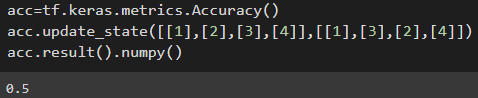 acc=tf.keras.metrics.Accuracy()
acc.update_state([[1],[2],[3],[4]],[[1],[3],[2],[4]])
acc.result().numpy()
0.5